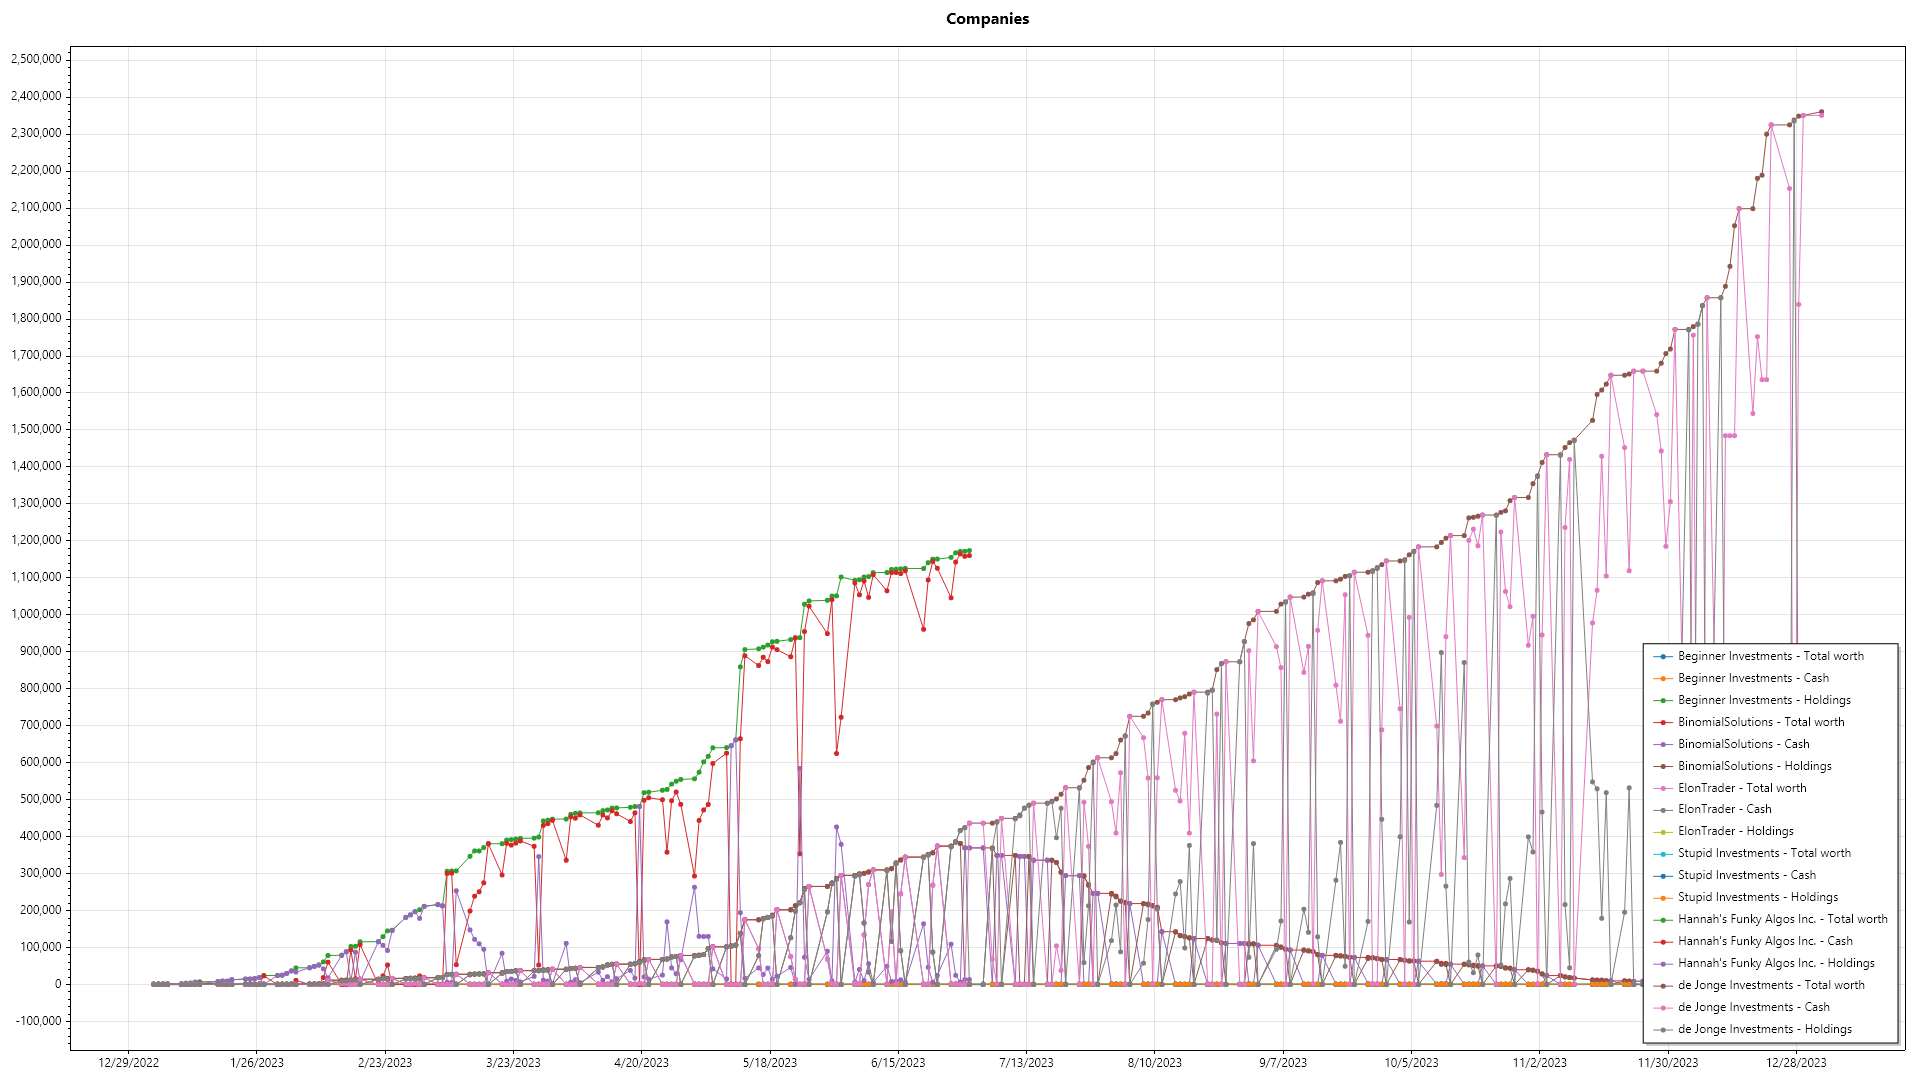 Companies
2,500,000
2,400,000
2,300,000
2,200,000
2,100,000
2,000,000
1,900,000
1,800,000
1,700,000
1,600,000
1,500,000
1,400,000
1,300,000
1,200,000
1,100,000
1,000,000
900,000
800,000
700,000
600,000
500,000
400,000
300,000
200,000
100,000
0
-100,000
12/29/2022
1/26/2023
2/23/2023
3/23/2023
4/20/2023
5/18/2023
6/15/2023
7/13/2023
8/10/2023
9/7/2023
10/5/2023
11/2/2023
11/30/2023
12/28/2023
Beginner Investments - Total worth
Beginner Investments - Cash
Beginner Investments - Holdings
BinomialSolutions - Total worth
BinomialSolutions - Cash
BinomialSolutions - Holdings
ElonTrader - Total worth
ElonTrader - Cash
ElonTrader - Holdings
Stupid Investments - Total worth
Stupid Investments - Cash
Stupid Investments - Holdings
Hannah's Funky Algos Inc. - Total worth
Hannah's Funky Algos Inc. - Cash
Hannah's Funky Algos Inc. - Holdings
de Jonge Investments - Total worth
de Jonge Investments - Cash
de Jonge Investments - Holdings